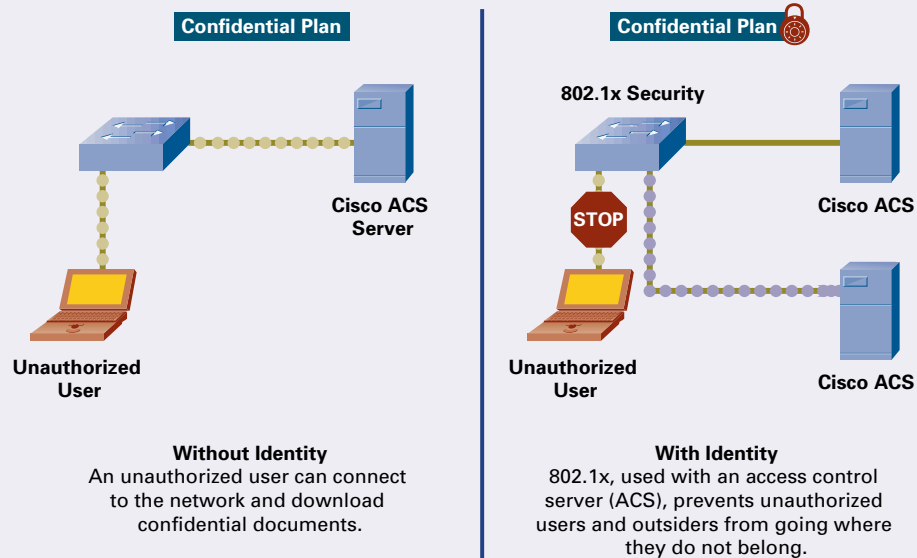 Confidential Plan
Cisco ACS
Server
Unauthorized
User
Without Identity
An unauthorized user can connect
to the network and download
confidential documents.
Confidential Plan
802.1x Security
STOP
Cisco ACS
Unauthorized
User
Cisco ACS
With Identity
802.1x, used with an access control
server (ACS), prevents unauthorized
users and outsiders from going where
they do not belong.